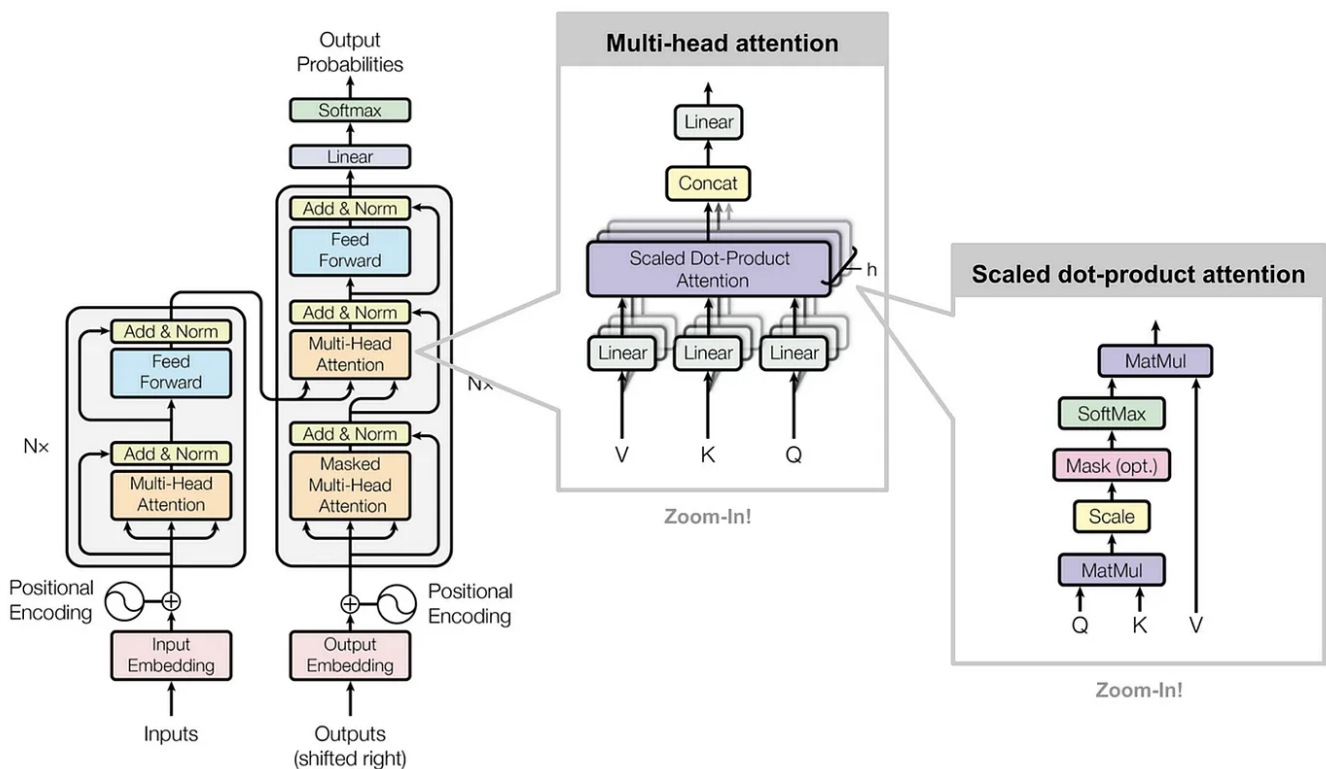 Output
Probabilities
Softmax
Linear
Add & Norm
Feed
Forward
Add & Norm
Multi-Head
Attention
Nx
Add & Norm
Masked
Multi-Head
Attention
Add & Norm
Feed
Forward
Nx
Add & Norm
Multi-Head
Attention
Positional
Encoding
Positional
Encoding
Input
Embedding
Output
Embedding
Inputs
Outputs
(shifted right)
Multi-head attention
Linear
Concat
Scaled Dot-Product
Attention
h
Linear
Linear
Linear
V
K
Q
Zoom-In!
Scaled dot-product attention
MatMul
SoftMax
Mask (opt.)
Scale
MatMul
Q
K
V
Zoom-In!